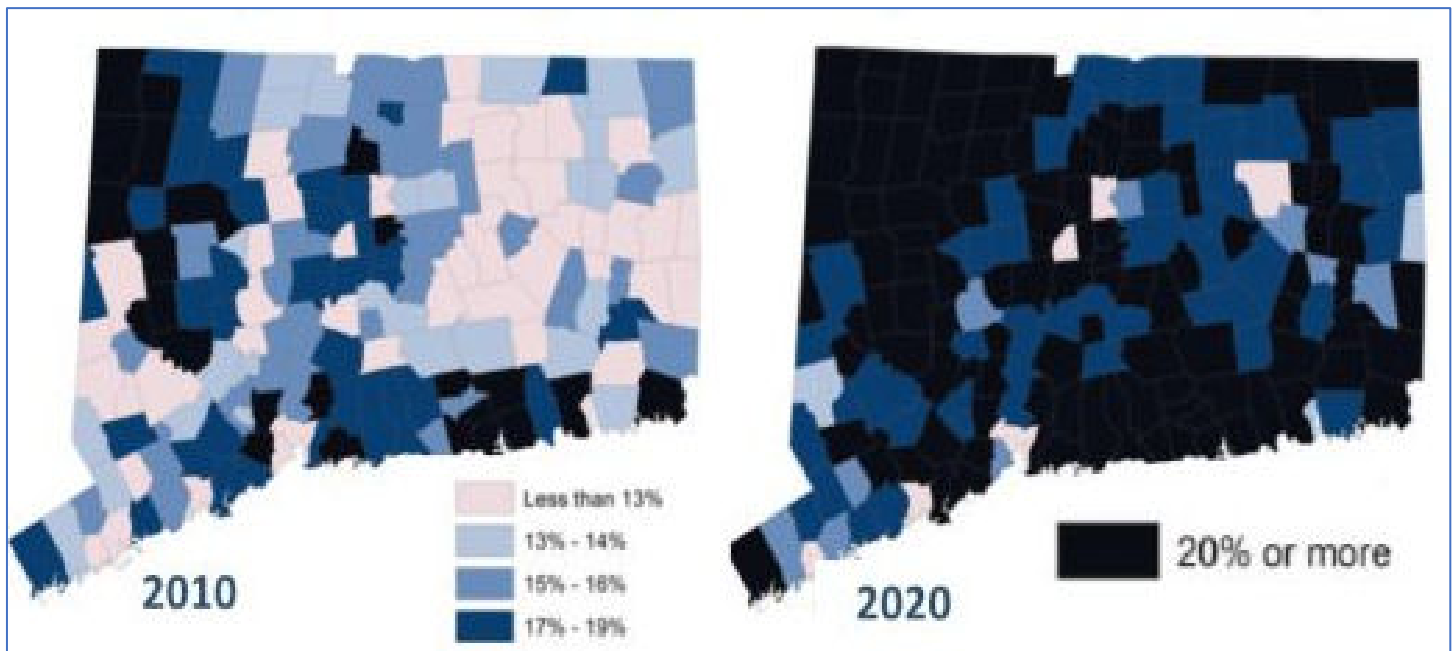 Less than 13%
13% - 14%
15% - 16%
17% - 19%
2010
20% or more
2020